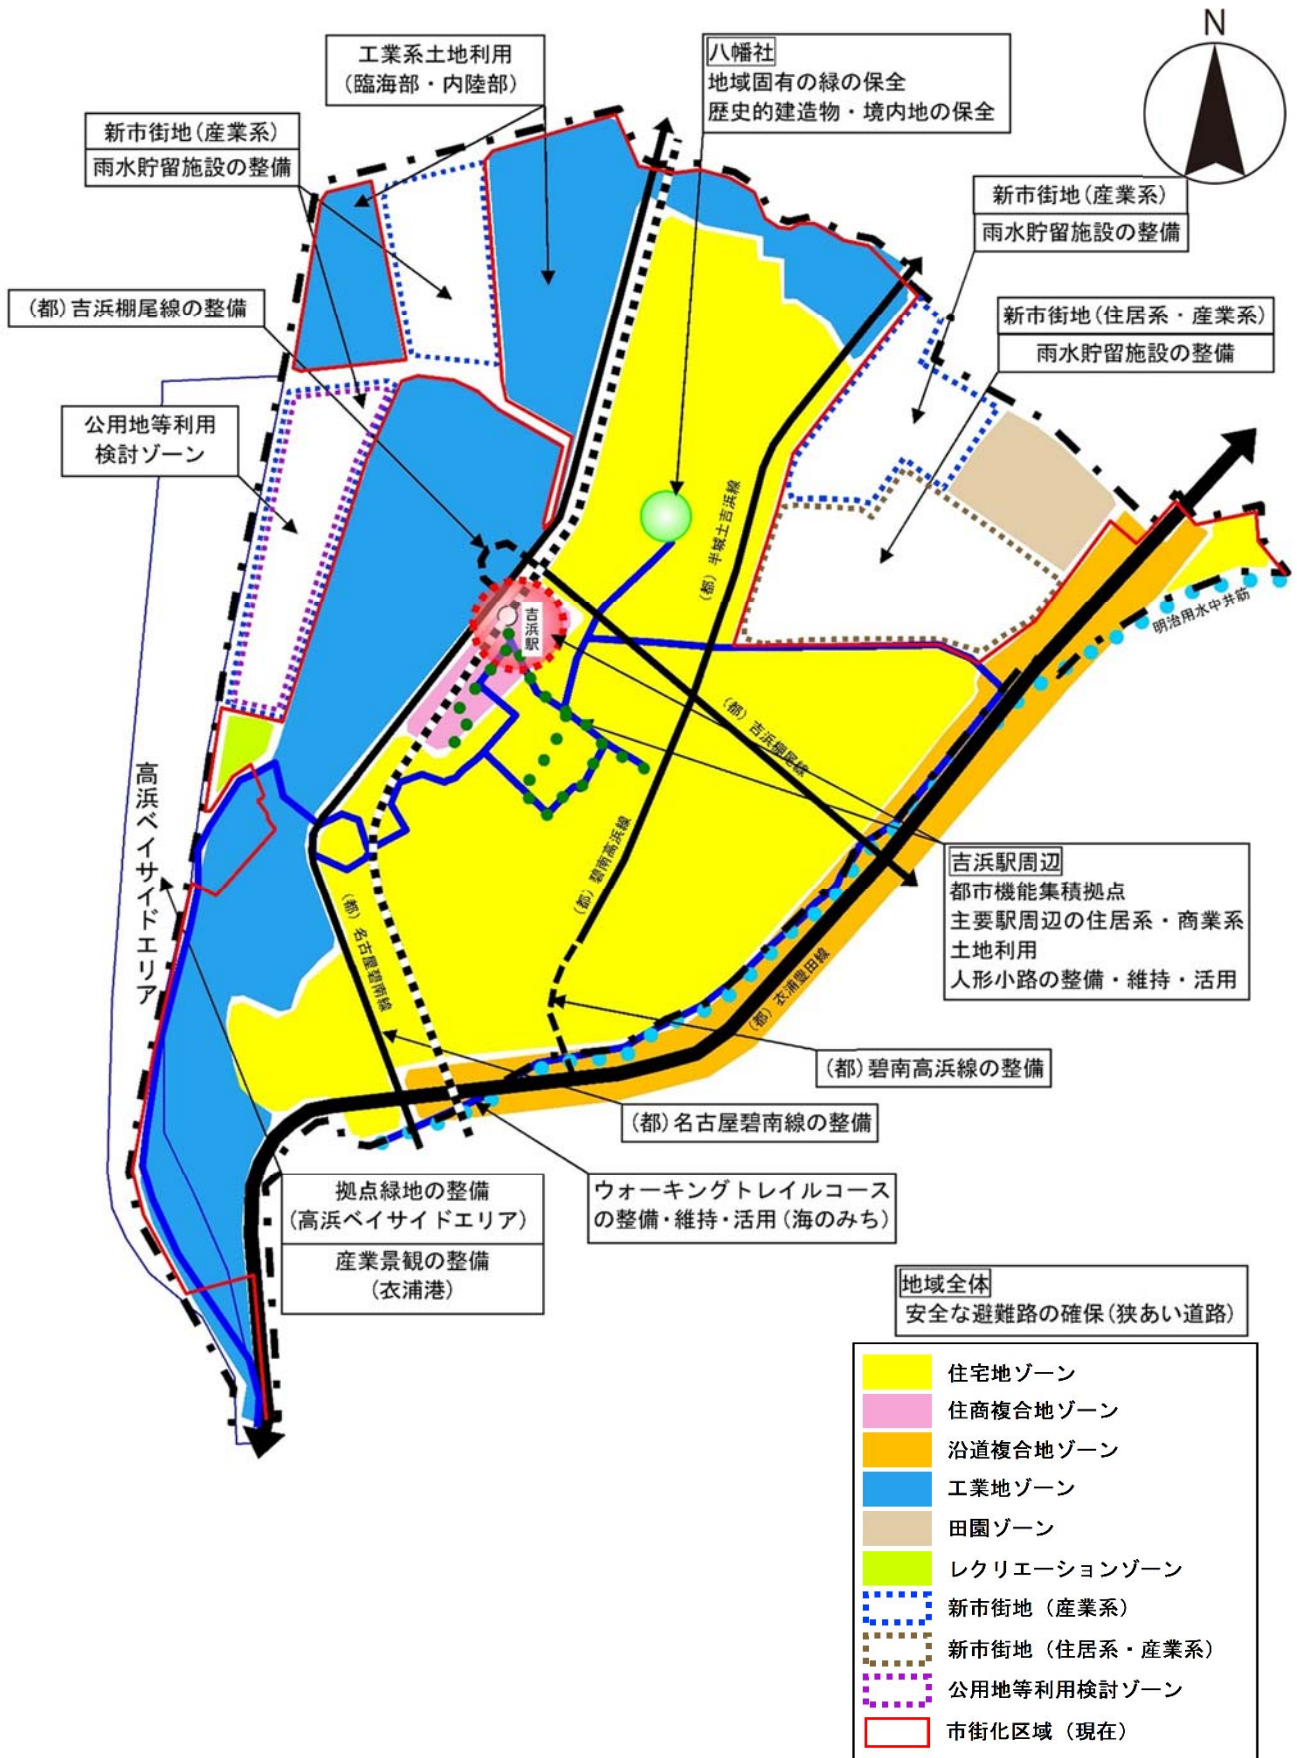 N
工業系土地利用
(臨海部・内陸部)
八幡社
地域固有の緑の保全
歴史的建造物・境内地の保全
新市街地(産業系)
雨水貯留施設の整備
新市街地(産業系)
雨水貯留施設の整備
(都)吉浜棚尾線の整備
新市街地(住居系・産業系)
雨水貯留施設の整備
公用地等利用
検討ゾーン
(都)半城土吉浜線
明治用水中井筋
吉浜駅
(都)吉浜棚尾線
高浜ベイサイドエリア
(都)碧南高浜線
(都)名古屋碧南線
(都)衣浦豊田線
吉浜駅周辺
都市機能集積拠点
主要駅周辺の住居系・商業系
土地利用
人形小路の整備・維持・活用
(都)碧南高浜線の整備
(都)名古屋碧南線の整備
拠点緑地の整備
(高浜ベイサイドエリア)
産業景観の整備
(衣浦港)
ウォーキングトレイルコース
の整備・維持・活用(海のみち)
地域全体
安全な避難路の確保(狭あい道路)
住宅地ゾーン
住商複合地ゾーン
沿道複合地ゾーン
工業地ゾーン
田園ゾーン
レクリエーションゾーン
新市街地（産業系）
新市街地（住居系・産業系）
公用地等利用検討ゾーン
市街化区域（現在）